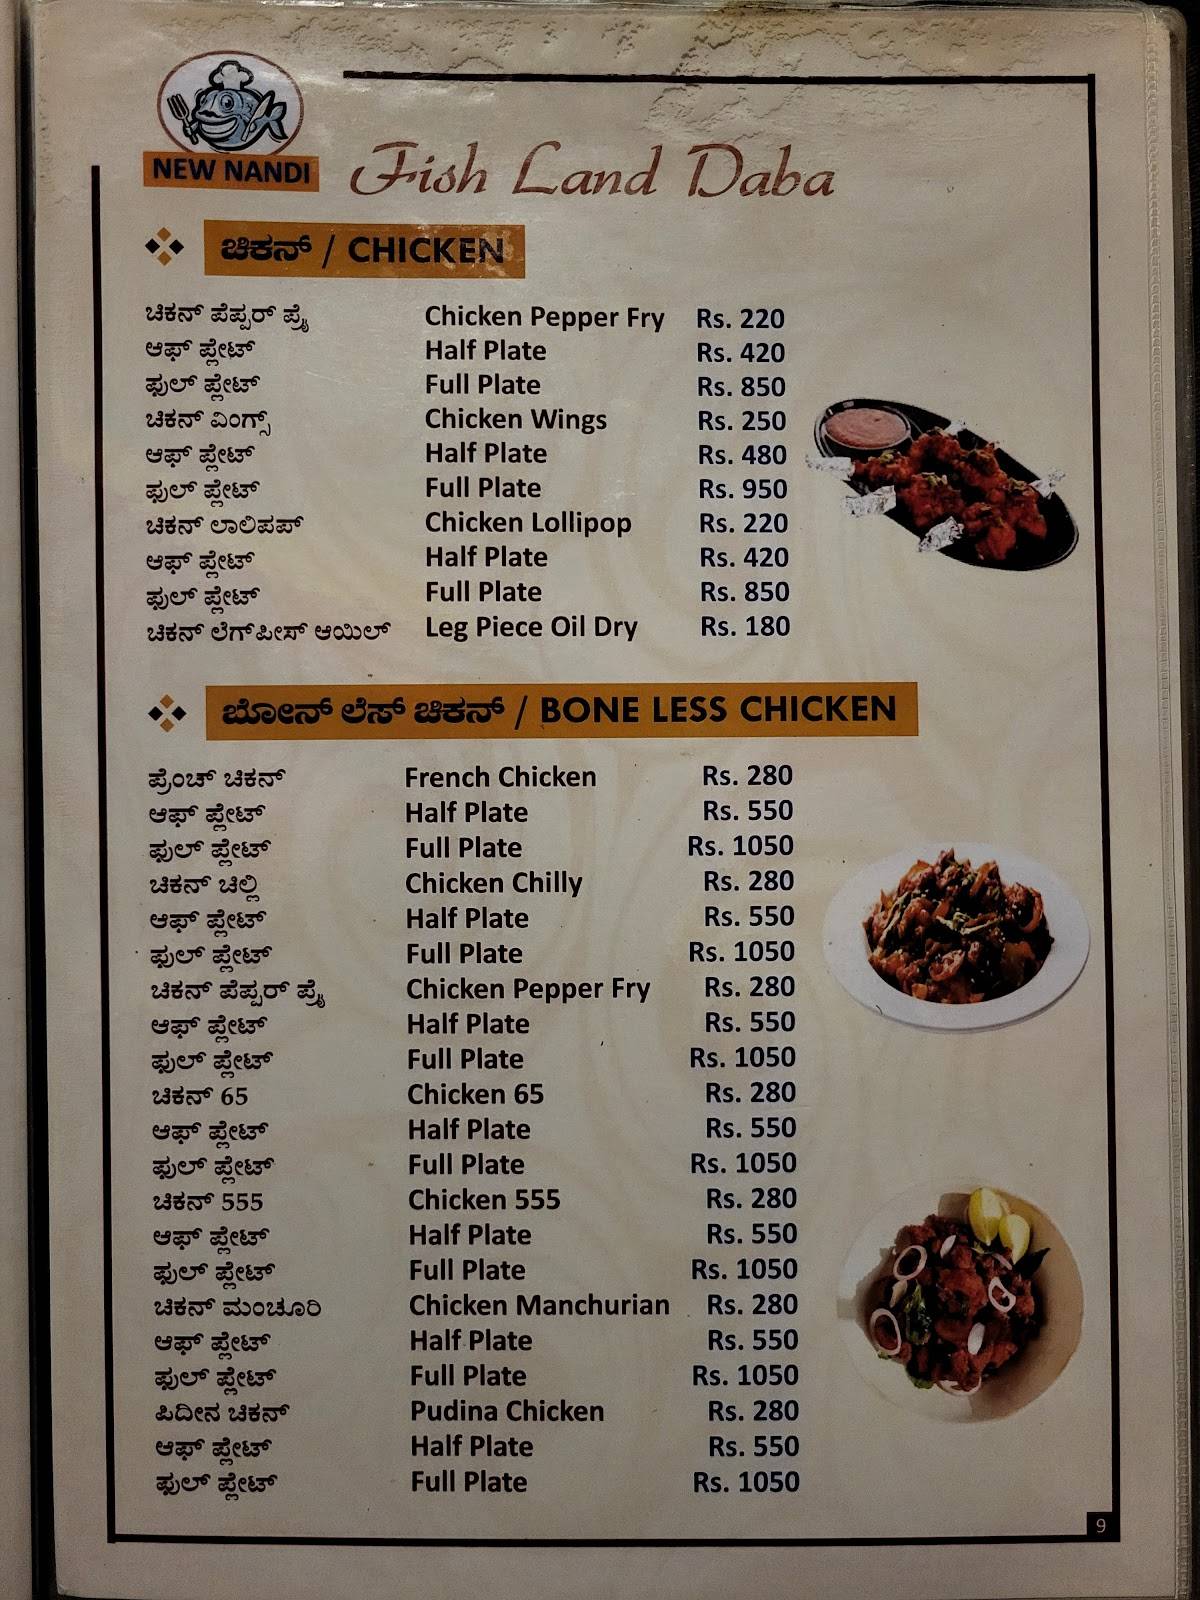 NEW NANDI
Fish Land Daba
ಚಿಕನ್ / CHICKEN
ಚಿಕನ್ ಪೆಪ್ಪರ್ ಪ್ರೈ Chicken Pepper Fry Rs. 220
ಆಫ್ ಪ್ಲೇಟ್ Half Plate Rs. 420
ಫುಲ್ ಪ್ಲೇಟ್ Full Plate Rs. 850
ಚಿಕನ್ ವಿಂಗ್ಸ್ Chicken Wings Rs. 250
ಆಫ್ ಪ್ಲೇಟ್ Half Plate Rs. 480
ಫುಲ್ ಪ್ಲೇಟ್ Full Plate Rs. 950
ಚಿಕನ್ ಲಾಲಿಪಪ್ Chicken Lollipop Rs. 220
ಆಫ್ ಪ್ಲೇಟ್ Half Plate Rs. 420
ಫುಲ್ ಪ್ಲೇಟ್ Full Plate Rs. 850
ಚಿಕನ್ ಲೆಗ್‌ಪೀಸ್ ಆಯಿಲ್ Leg Piece Oil Dry Rs. 180
ಬೋನ್ ಲೆಸ್ ಚಿಕನ್ / BONE LESS CHICKEN
ಪ್ರೆಂಚ್ ಚಿಕನ್ French Chicken Rs. 280
ಆಫ್ ಪ್ಲೇಟ್ Half Plate Rs. 550
ಫುಲ್ ಪ್ಲೇಟ್ Full Plate Rs. 1050
ಚಿಕನ್ ಚಿಲ್ಲಿ Chicken Chilly Rs. 280
ಆಫ್ ಪ್ಲೇಟ್ Half Plate Rs. 550
ಫುಲ್ ಪ್ಲೇಟ್ Full Plate Rs. 1050
ಚಿಕನ್ ಪೆಪ್ಪರ್ ಪ್ರೈ Chicken Pepper Fry Rs. 280
ಆಫ್ ಪ್ಲೇಟ್ Half Plate Rs. 550
ಫುಲ್ ಪ್ಲೇಟ್ Full Plate Rs. 1050
ಚಿಕನ್ 65 Chicken 65 Rs. 280
ಆಫ್ ಪ್ಲೇಟ್ Half Plate Rs. 550
ಫುಲ್ ಪ್ಲೇಟ್ Full Plate Rs. 1050
ಚಿಕನ್ 555 Chicken 555 Rs. 280
ಆಫ್ ಪ್ಲೇಟ್ Half Plate Rs. 550
ಫುಲ್ ಪ್ಲೇಟ್ Full Plate Rs. 1050
ಚಿಕನ್ ಮಂಚೂರಿ Chicken Manchurian Rs. 280
ಆಫ್ ಪ್ಲೇಟ್ Half Plate Rs. 550
ಫುಲ್ ಪ್ಲೇಟ್ Full Plate Rs. 1050
ಪಿದೀನ ಚಿಕನ್ Pudina Chicken Rs. 280
ಆಫ್ ಪ್ಲೇಟ್ Half Plate Rs. 550
ಫುಲ್ ಪ್ಲೇಟ್ Full Plate Rs. 1050
9